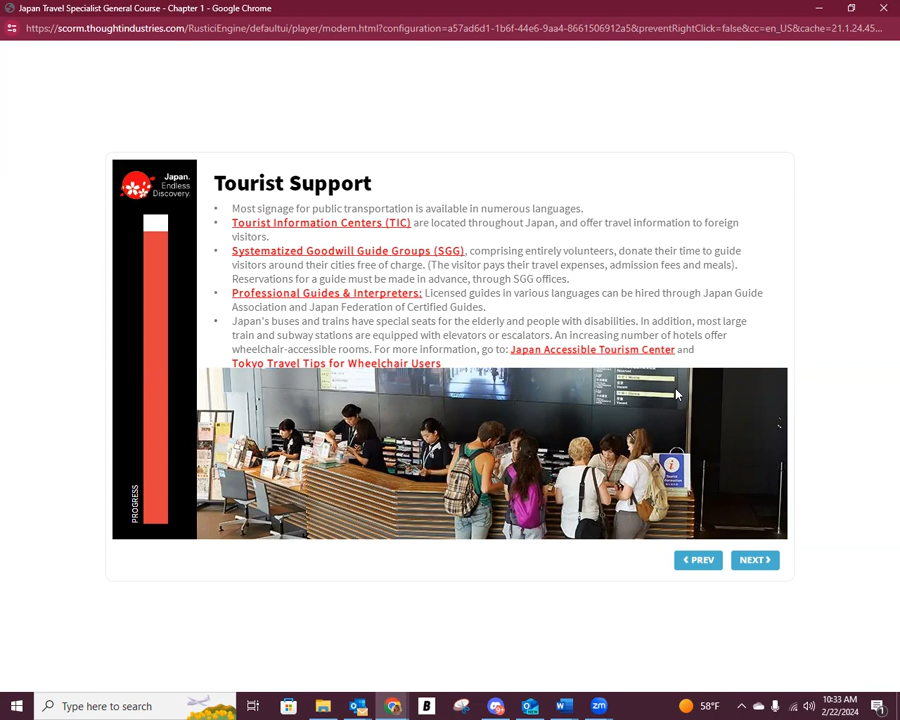 Japan Travel Specialist General Course - Chapter 1 - Google Chrome
https://scorm.thoughtindustries.com/RusticiEngine/defaultui/player/modern.html?configuration=a57ad6d1-1b6f-44e6-9aa4-8661506912a5&preventRightClick=false&cc=en_US&cache=21.1.24.45...
Japan.
Endless
Discovery.
PROGRESS
Tourist Support
• Most signage for public transportation is available in numerous languages.
• Tourist Information Centers (TIC) are located throughout Japan, and offer travel information to foreign
visitors.
• Systematized Goodwill Guide Groups (SGG), comprising entirely volunteers, donate their time to guide
visitors around their cities free of charge. (The visitor pays their travel expenses, admission fees and meals).
Reservations for a guide must be made in advance, through SGG offices.
• Professional Guides & Interpreters: Licensed guides in various languages can be hired through Japan Guide
Association and Japan Federation of Certified Guides.
• Japan's buses and trains have special seats for the elderly and people with disabilities. In addition, most large
train and subway stations are equipped with elevators or escalators. An increasing number of hotels offer
wheelchair-accessible rooms. For more information, go to: Japan Accessible Tourism Center and
Tokyo Travel Tips for Wheelchair Users
Tourist
Information
PREV
NEXT
Type here to search
B
zm
58°F
10:33 AM
2/22/2024
1